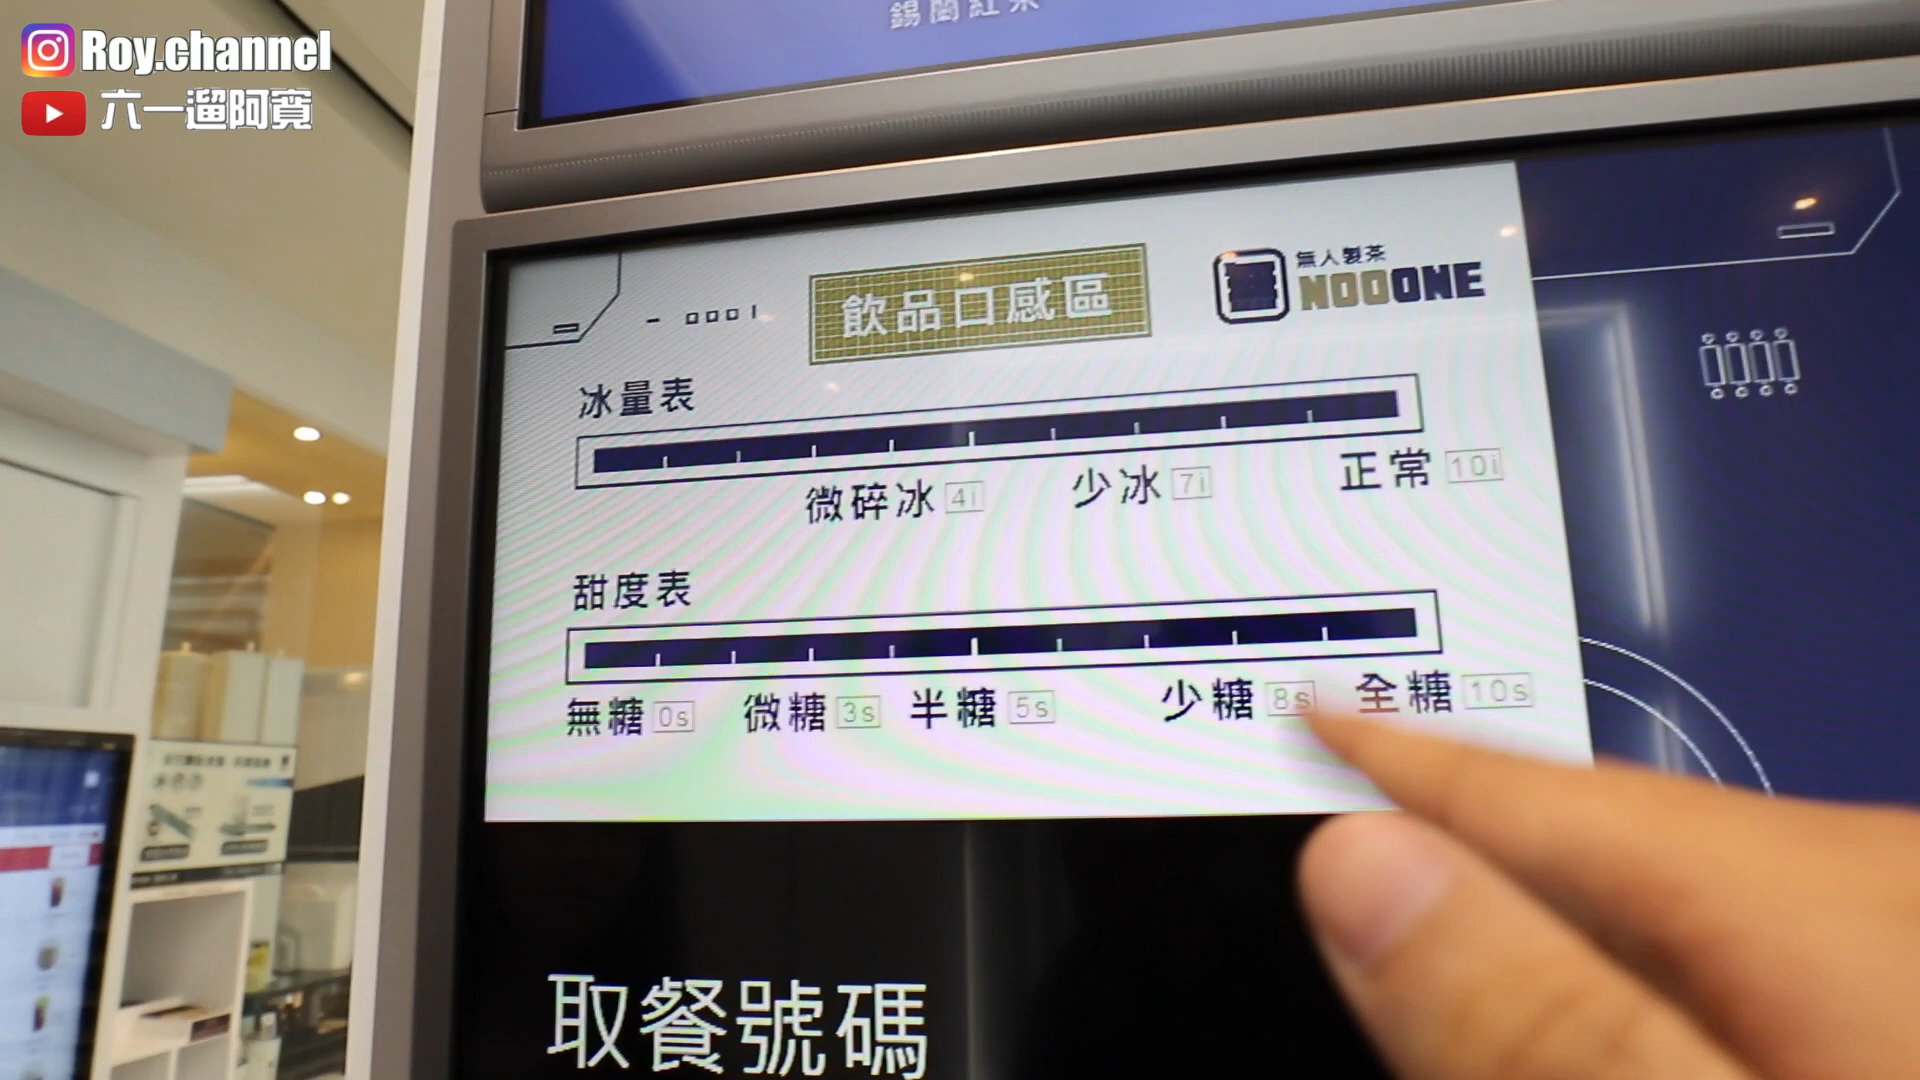 Roy.channel
六一遛阿寬
錫蘭紅茶
飲品口感區
無人製茶
NOOONE
冰量表
微碎冰 4i 少冰 7i 正常 10i
甜度表
無糖 0s 微糖 3s 半糖 5s 少糖 8s 全糖 10s
取餐號碼